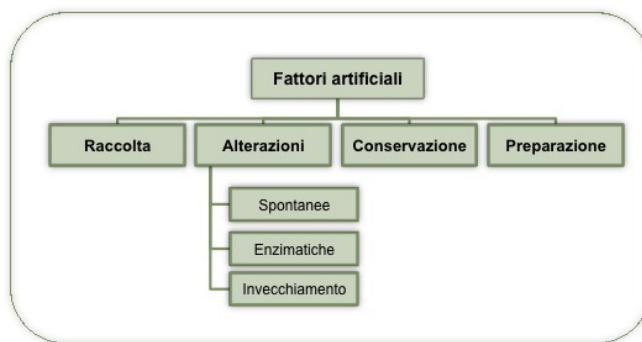 Fattori artificiali
Raccolta
Alterazioni
Conservazione
Preparazione
Spontanee
Enzimatiche
Invecchiamento